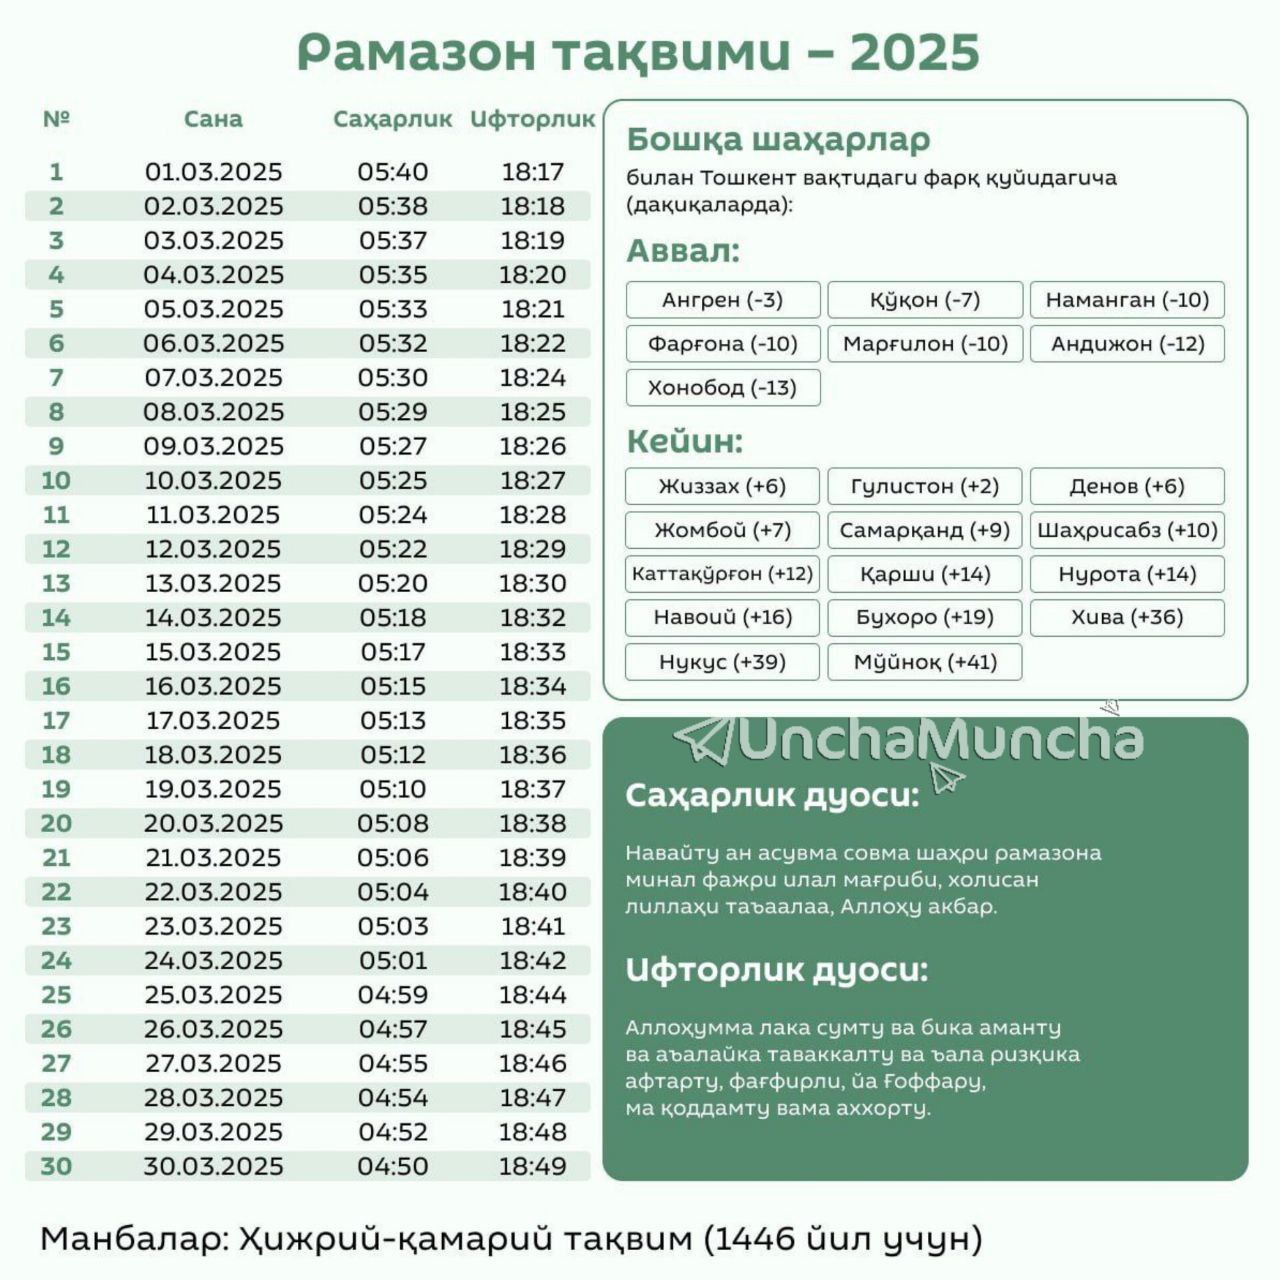 Рамазон тақвими – 2025
№ Сана Саҳарлик Ифторлик
1 01.03.2025 05:40 18:17
2 02.03.2025 05:38 18:18
3 03.03.2025 05:37 18:19
4 04.03.2025 05:35 18:20
5 05.03.2025 05:33 18:21
6 06.03.2025 05:32 18:22
7 07.03.2025 05:30 18:24
8 08.03.2025 05:29 18:25
9 09.03.2025 05:27 18:26
10 10.03.2025 05:25 18:27
11 11.03.2025 05:24 18:28
12 12.03.2025 05:22 18:29
13 13.03.2025 05:20 18:30
14 14.03.2025 05:18 18:32
15 15.03.2025 05:17 18:33
16 16.03.2025 05:15 18:34
17 17.03.2025 05:13 18:35
18 18.03.2025 05:12 18:36
19 19.03.2025 05:10 18:37
20 20.03.2025 05:08 18:38
21 21.03.2025 05:06 18:39
22 22.03.2025 05:04 18:40
23 23.03.2025 05:03 18:41
24 24.03.2025 05:01 18:42
25 25.03.2025 04:59 18:44
26 26.03.2025 04:57 18:45
27 27.03.2025 04:55 18:46
28 28.03.2025 04:54 18:47
29 29.03.2025 04:52 18:48
30 30.03.2025 04:50 18:49
Бошқа шаҳарлар
билан Тошкент вақтидаги фарқ қуйидагича
(дақиқаларда):
Аввал:
Ангрен (-3) Қўқон (-7) Наманган (-10)
Фарғона (-10) Марғилон (-10) Андижон (-12)
Хонобод (-13)
Кейин:
Жиззах (+6) Гулистон (+2) Денов (+6)
Жомбой (+7) Самарқанд (+9) Шаҳрисабз (+10)
Каттақўрғон (+12) Қарши (+14) Нурота (+14)
Навоий (+16) Бухоро (+19) Хива (+36)
Нукус (+39) Мўйноқ (+41)
UnchaMuncha
Саҳарлик дуоси:
Навайту ан асувма совма шаҳри рамазона
минал фажри илал мағриби, холисан
лиллаҳи таъаалаа, Аллоҳу акбар.
Ифторлик дуоси:
Аллоҳумма лака сумту ва бика аманту
ва аъалайка таваккалту ва ъала ризқика
афтарту, фағфирли, йа Ғоффару,
ма қоддамту вама аххорту.
Манбалар: Ҳижрий-қамарий тақвим (1446 йил учун)